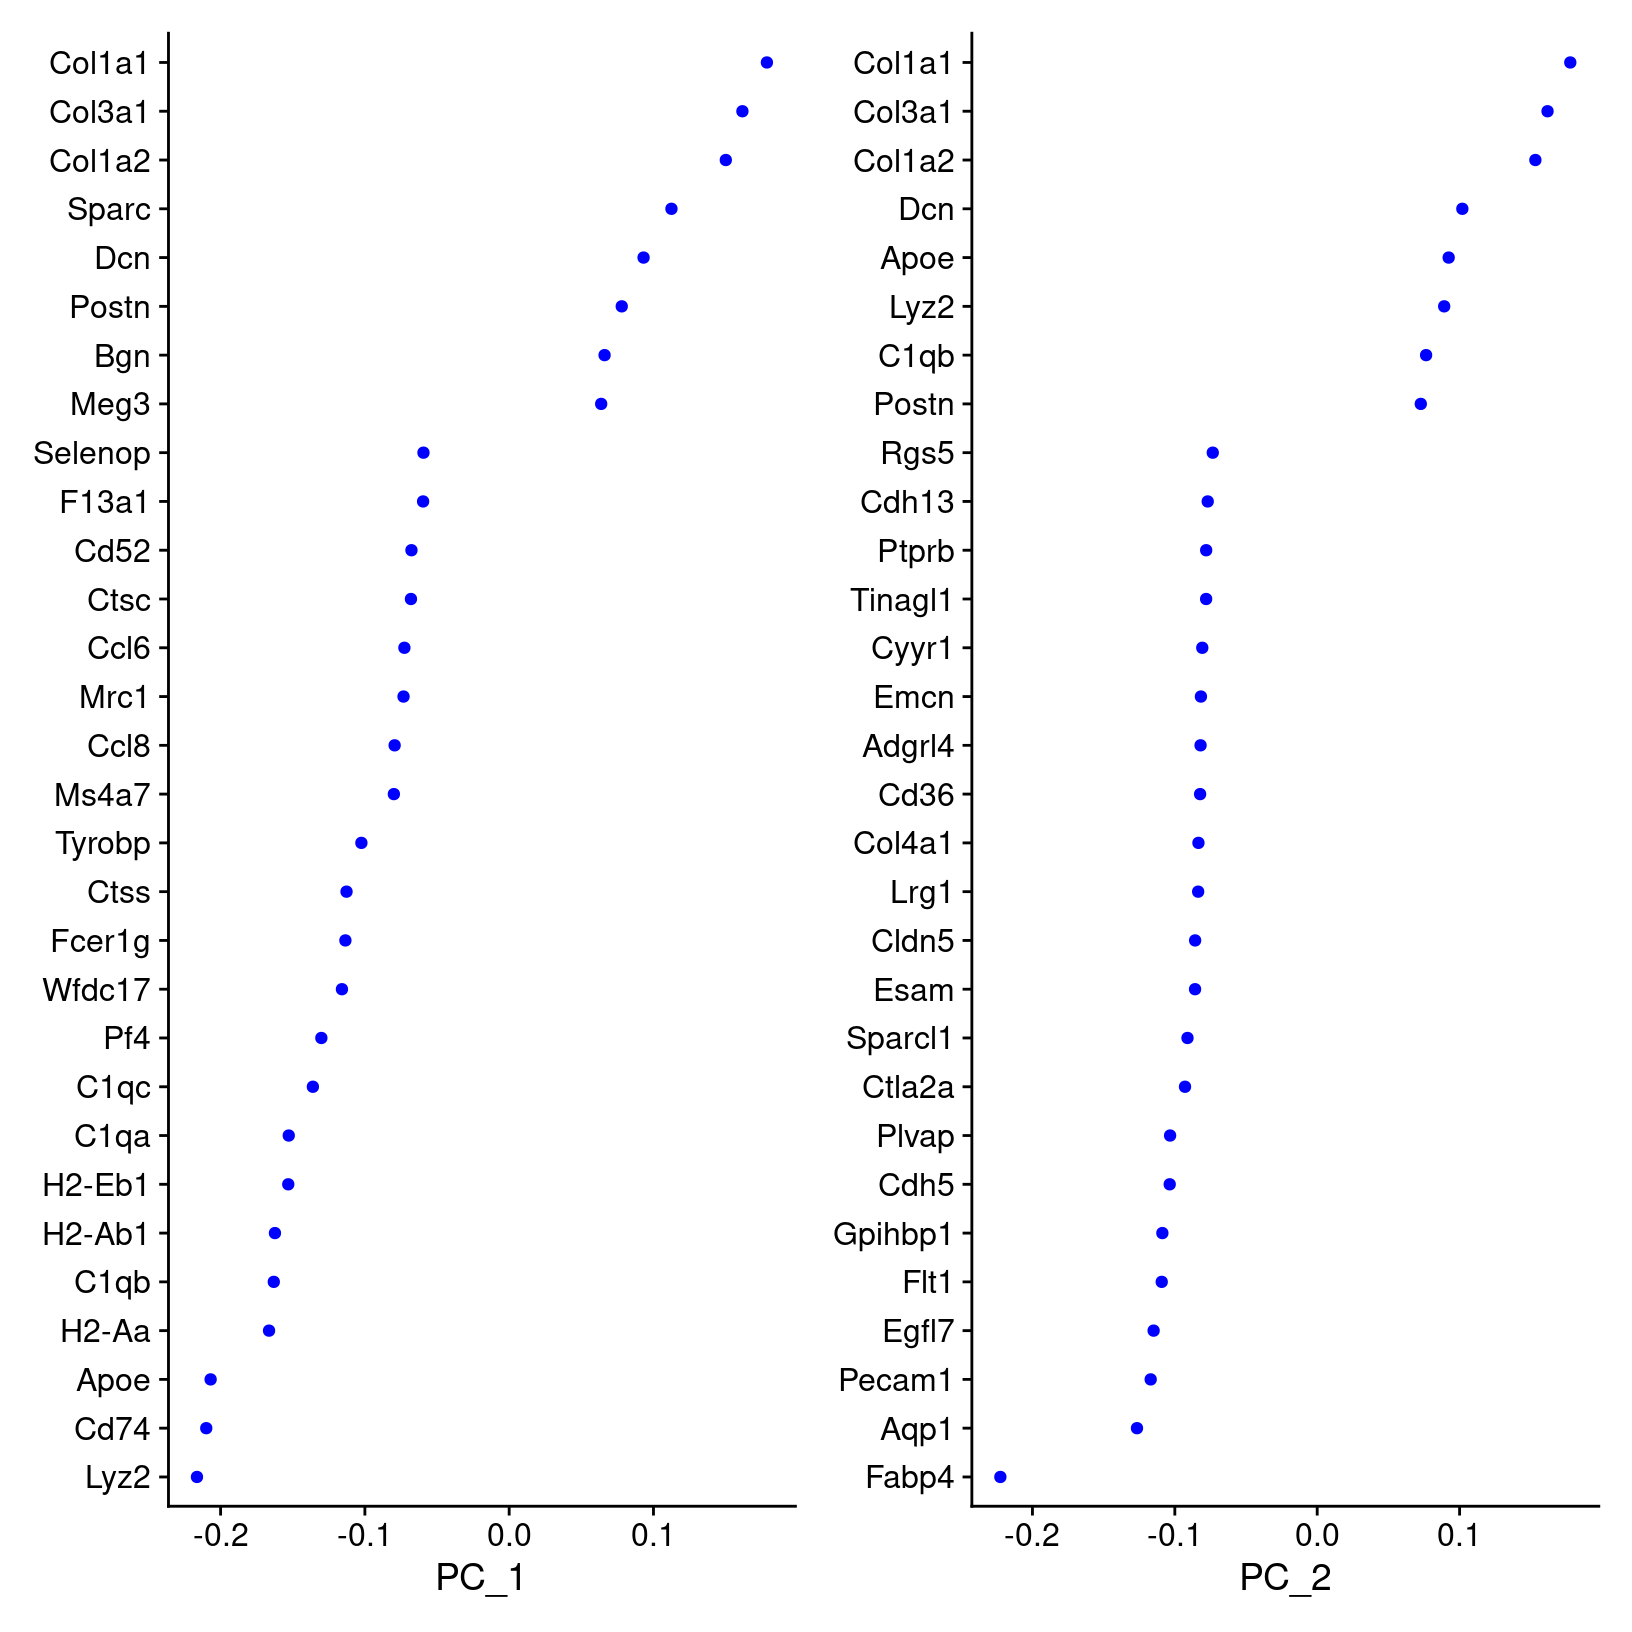 Col1a1
Col3a1
Col1a2
Sparc
Dcn
Postn
Bgn
Meg3
Selenop
F13a1
Cd52
Ctsc
Ccl6
Mrc1
Ccl8
Ms4a7
Tyrobp
Ctss
Fcer1g
Wfdc17
Pf4
C1qc
C1qa
H2-Eb1
H2-Ab1
C1qb
H2-Aa
Apoe
Cd74
Lyz2
-0.2 -0.1 0.0 0.1
PC_1
Col1a1
Col3a1
Col1a2
Dcn
Apoe
Lyz2
C1qb
Postn
Rgs5
Cdh13
Ptprb
Tinagl1
Cyyr1
Emcn
Adgrl4
Cd36
Col4a1
Lrg1
Cldn5
Esam
Sparcl1
Ctla2a
Plvap
Cdh5
Gpihbp1
Flt1
Egfl7
Pecam1
Aqp1
Fabp4
-0.2 -0.1 0.0 0.1
PC_2